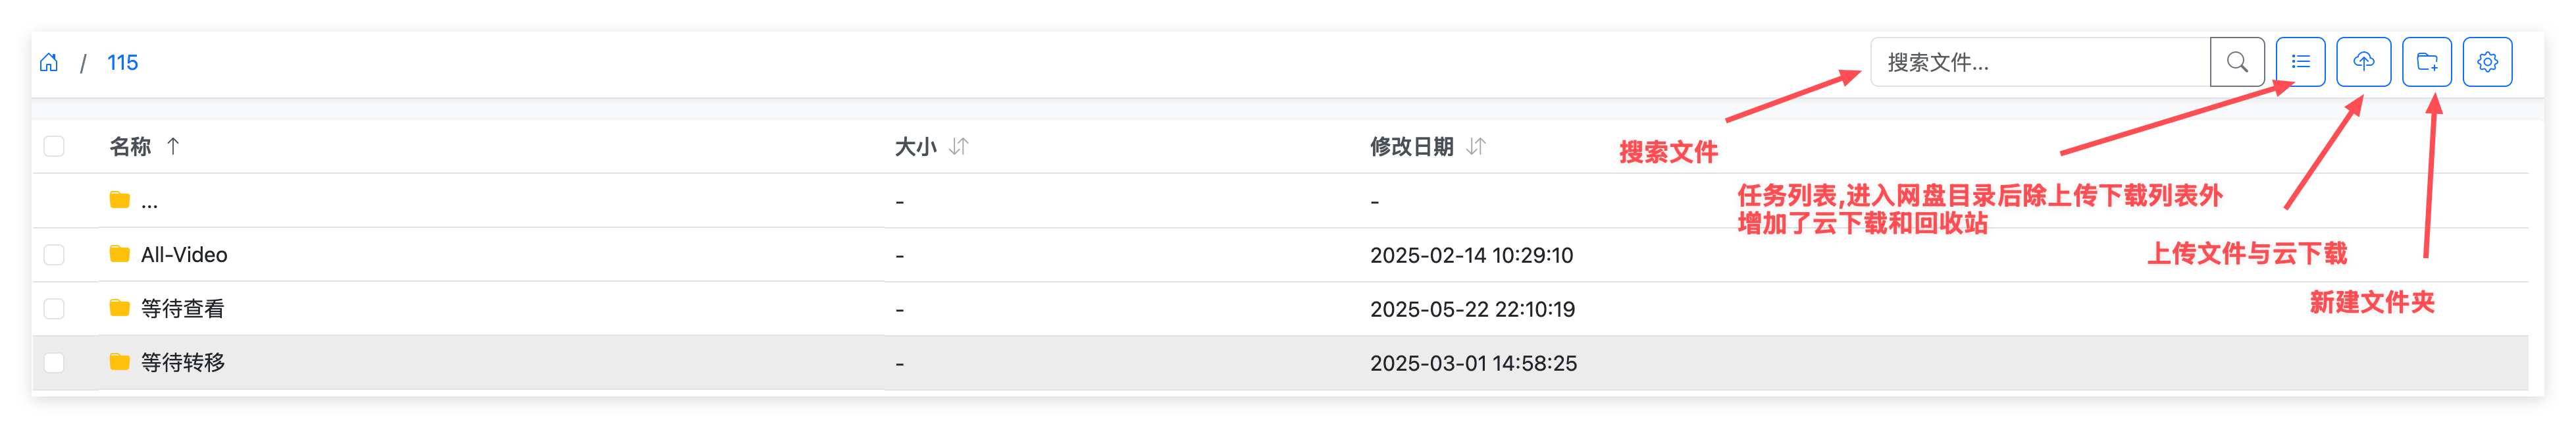 / 115
搜索文件...
名称 大小 修改日期
搜索文件
... - -
任务列表,进入网盘目录后除上传下载列表外
增加了云下载和回收站
All-Video - 2025-02-14 10:29:10
上传文件与云下载
等待查看 - 2025-05-22 22:10:19
新建文件夹
等待转移 - 2025-03-01 14:58:25